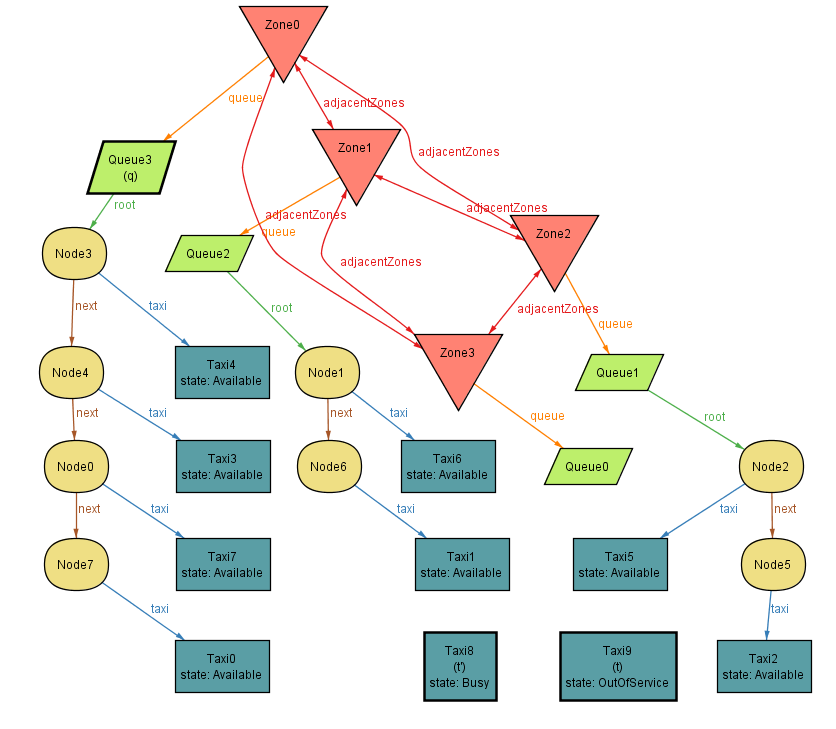 Zone0
queue
adjacentZones
Zone1
Queue3
(q)
adjacentZones
root
adjacentZones
adjacentZones
queue
Zone2
Node3
Queue2
adjacentZones
next
taxi
root
adjacentZones
queue
Zone3
Taxi4
state: Available
Node4
Node1
Queue1
next
taxi
next
taxi
queue
root
Taxi3
state: Available
Taxi6
state: Available
Node0
Node6
Queue0
Node2
next
taxi
taxi
taxi
next
Taxi7
state: Available
Taxi1
state: Available
Taxi5
state: Available
Node7
Node5
taxi
taxi
Taxi0
state: Available
Taxi8
(t')
state: Busy
Taxi9
(t)
state: OutOfService
Taxi2
state: Available